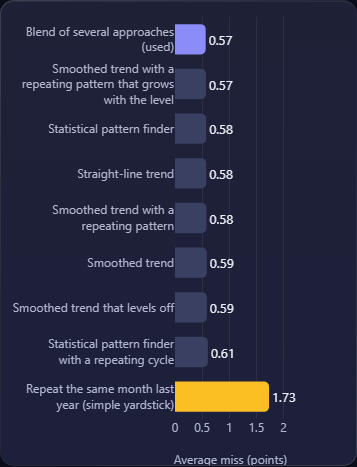 Blend of several approaches
(used)
0.57
Smoothed trend with a
repeating pattern that grows
with the level
0.57
Statistical pattern finder
0.58
Straight-line trend
0.58
Smoothed trend with a
repeating pattern
0.58
Smoothed trend
0.59
Smoothed trend that levels off
0.59
Statistical pattern finder
with a repeating cycle
0.61
Repeat the same month last
year (simple yardstick)
1.73
0 0.5 1 1.5 2
Average miss (points)